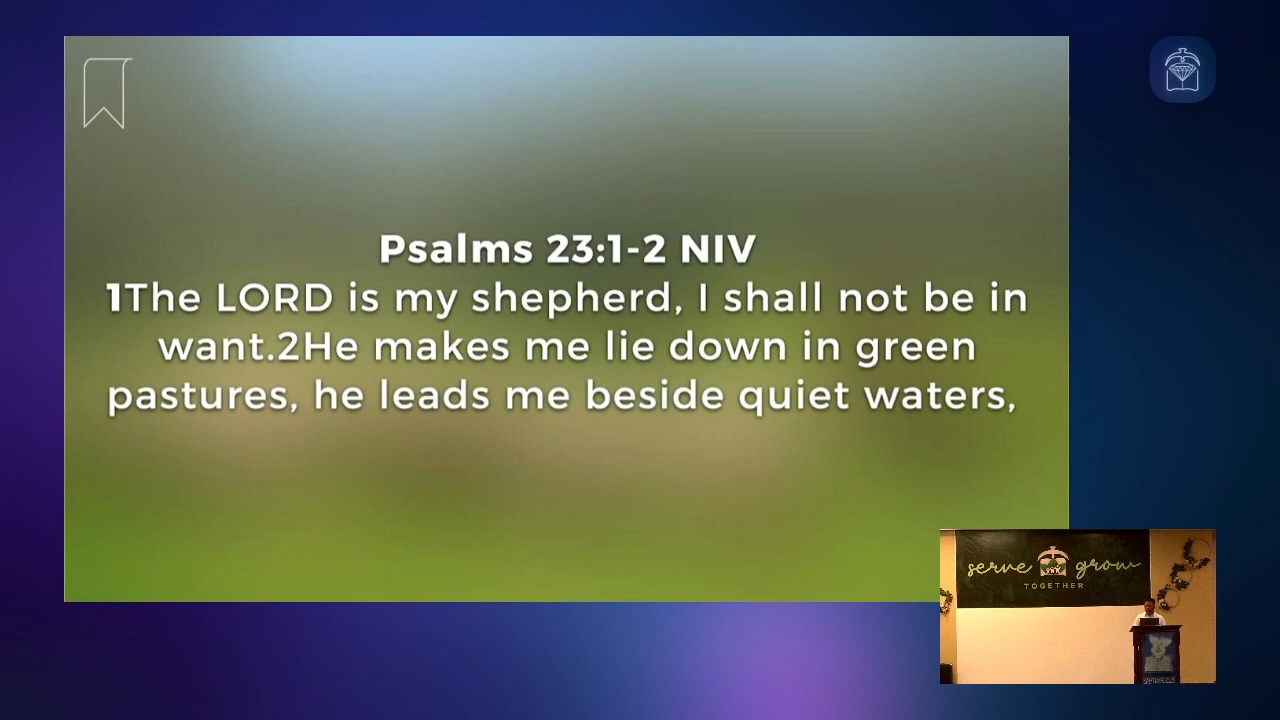 Psalms 23:1-2 NIV
1The LORD is my shepherd, I shall not be in
want.2He makes me lie down in green
pastures, he leads me beside quiet waters,
serve grow
TOGETHER